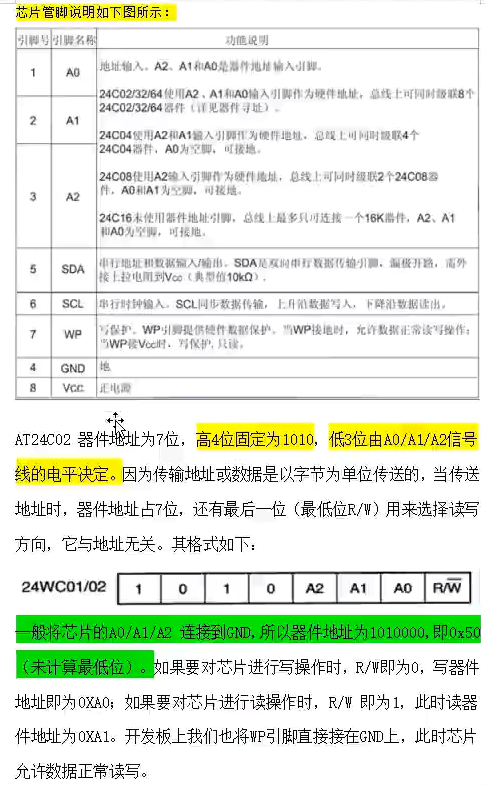 芯片管脚说明如下图所示：
引脚号 引脚名称 功能说明
1 A0 地址输入。A2、A1和A0是器件地址输入引脚。
24C02/32/64使用A2、A1和A0输入引脚作为硬件地址，总线上可同时级联8个
2 A1 24C02/32/64器件（详见器件寻址）。
24C04使用A2和A1输入引脚作为硬件地址，总线上可同时级联4个
24C04器件，A0为空脚，可接地。
3 A2 24C08使用A2输入引脚作为硬件地址，总线上可同时级联2个24C08器
件，A0和A1为空脚，可接地。
24C16未使用器件地址引脚，总线上最多只可连接一个16K器件，A2、A1
和A0为空脚，可接地。
5 SDA 串行地址和数据输入/输出。SDA是双向串行数据传输引脚，漏极开路，需外
接上拉电阻到Vcc（典型值10kΩ）。
6 SCL 串行时钟输入。SCL同步数据传输，上升沿数据写入，下降沿数据读出。
7 WP 写保护。WP引脚提供硬件数据保护。当WP接地时，允许数据正常读写操作；
当WP接Vcc时，写保护,只读。
4 GND 地
8 Vcc 正电源
AT24C02 器件地址为7位，高4位固定为1010，低3位由A0/A1/A2信号
线的电平决定。因为传输地址或数据是以字节为单位传送的，当传送
地址时，器件地址占7位，还有最后一位（最低位R/W）用来选择读写
方向，它与地址无关。其格式如下：
24WC01/02 1 0 1 0 A2 A1 A0 R/W
一般将芯片的A0/A1/A2 连接到GND,所以器件地址为1010000,即0x50
（未计算最低位）。如果要对芯片进行写操作时，R/W即为0，写器件
地址即为0XA0；如果要对芯片进行读操作时，R/W 即为1，此时读器
件地址为0XA1。开发板上我们也将WP引脚直接接在GND上，此时芯片
允许数据正常读写。